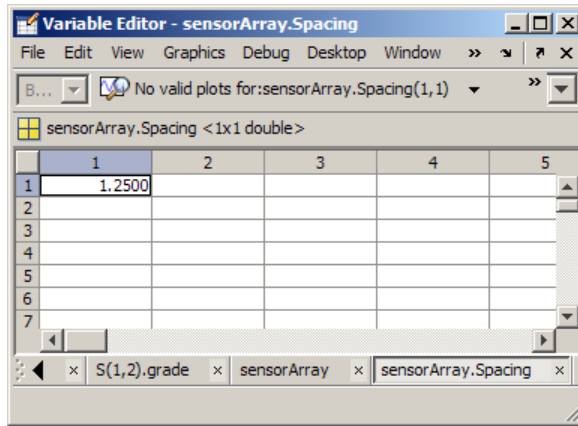 Variable Editor - sensorArray.Spacing
File Edit View Graphics Debug Desktop Window »
B... No valid plots for:sensorArray.Spacing(1,1) »
sensorArray.Spacing <1x1 double>
1 2 3 4 5
1 1.2500
2
3
4
5
6
7
S(1,2).grade sensorArray sensorArray.Spacing